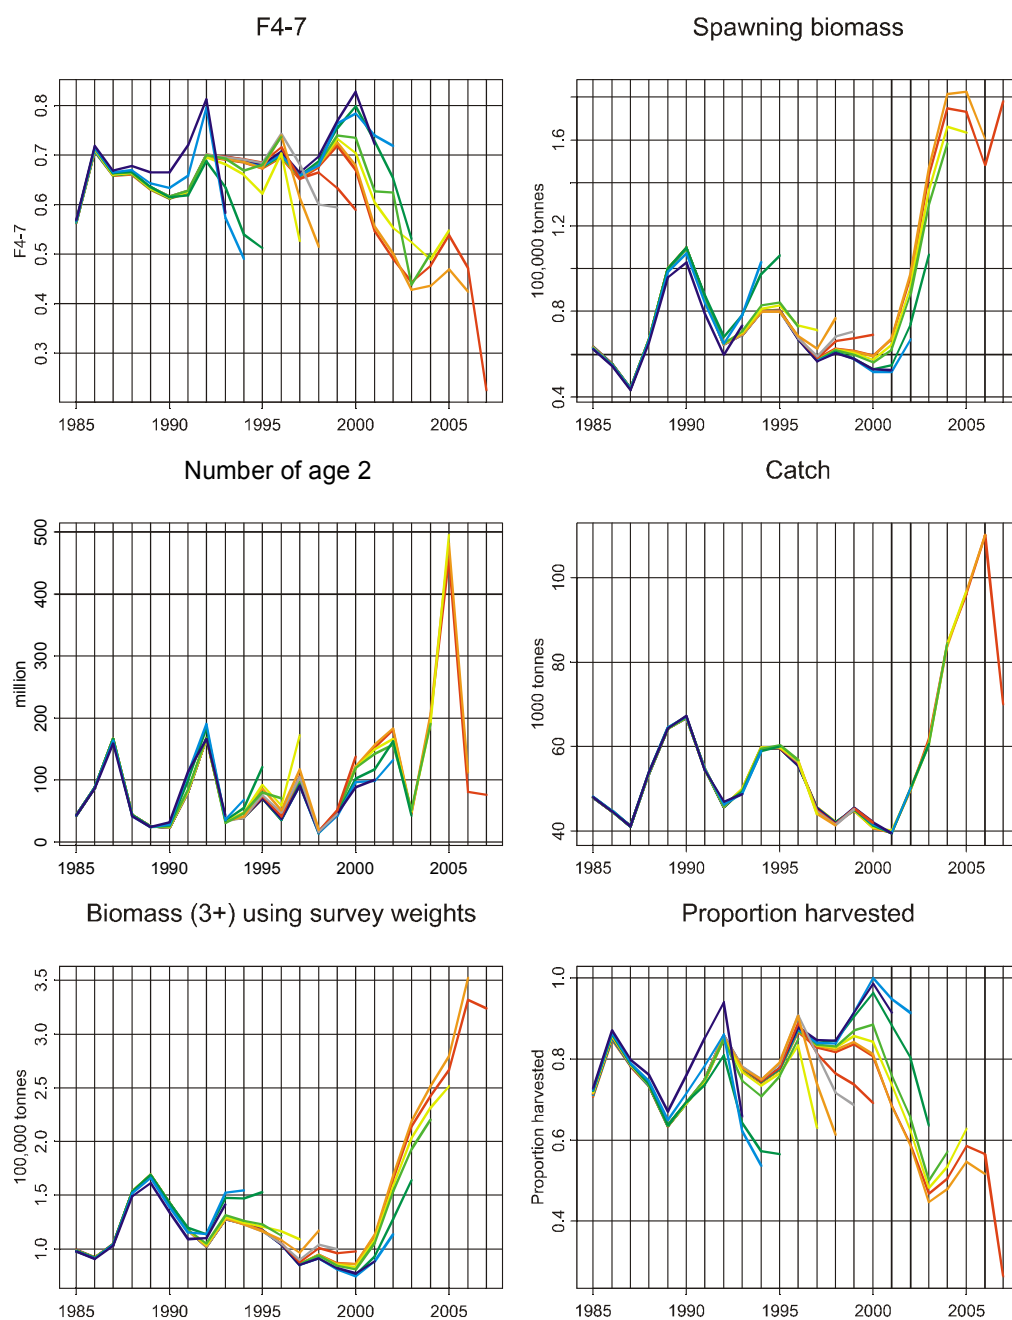 F4-7
Spawning biomass
F4-7
0.3 0.4 0.5 0.6 0.7 0.8
1985 1990 1995 2000 2005
100,000 tonnes
0.4 0.8 1.2 1.6
1985 1990 1995 2000 2005
Number of age 2
Catch
million
0 100 200 300 400 500
1985 1990 1995 2000 2005
1000 tonnes
40 60 80 100
1985 1990 1995 2000 2005
Biomass (3+) using survey weights
Proportion harvested
100,000 tonnes
1.0 1.5 2.0 2.5 3.0 3.5
1985 1990 1995 2000 2005
Proportion harvested
0.4 0.6 0.8 1.0
1985 1990 1995 2000 2005